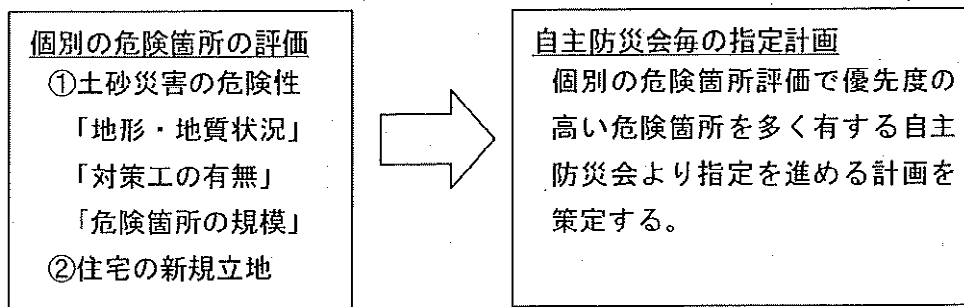 個別の危険箇所の評価
①土砂災害の危険性
「地形・地質状況」
「対策工の有無」
「危険箇所の規模」
②住宅の新規立地
自主防災会毎の指定計画
個別の危険箇所評価で優先度の
高い危険箇所を多く有する自主
防災会より指定を進める計画を
策定する。